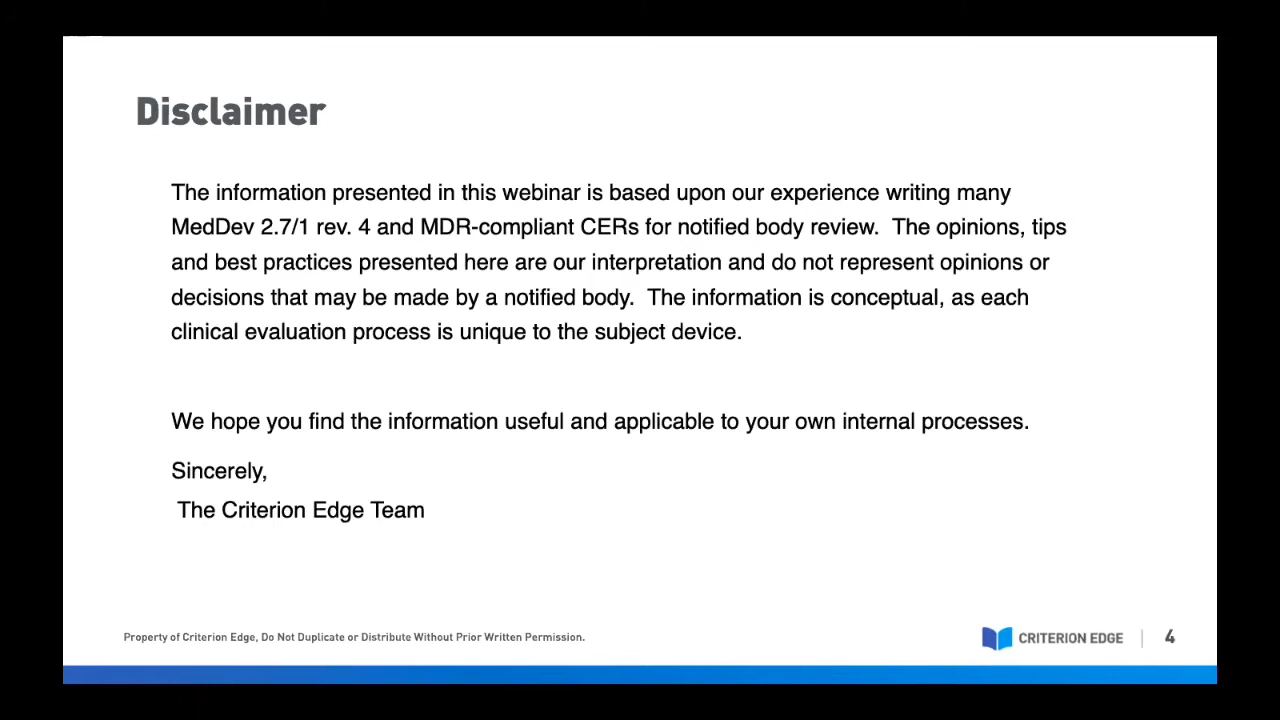 Disclaimer
The information presented in this webinar is based upon our experience writing many
MedDev 2.7/1 rev. 4 and MDR-compliant CERs for notified body review.  The opinions, tips
and best practices presented here are our interpretation and do not represent opinions or
decisions that may be made by a notified body.  The information is conceptual, as each
clinical evaluation process is unique to the subject device.
We hope you find the information useful and applicable to your own internal processes.
Sincerely,
The Criterion Edge Team
Property of Criterion Edge, Do Not Duplicate or Distribute Without Prior Written Permission.
CRITERION EDGE | 4